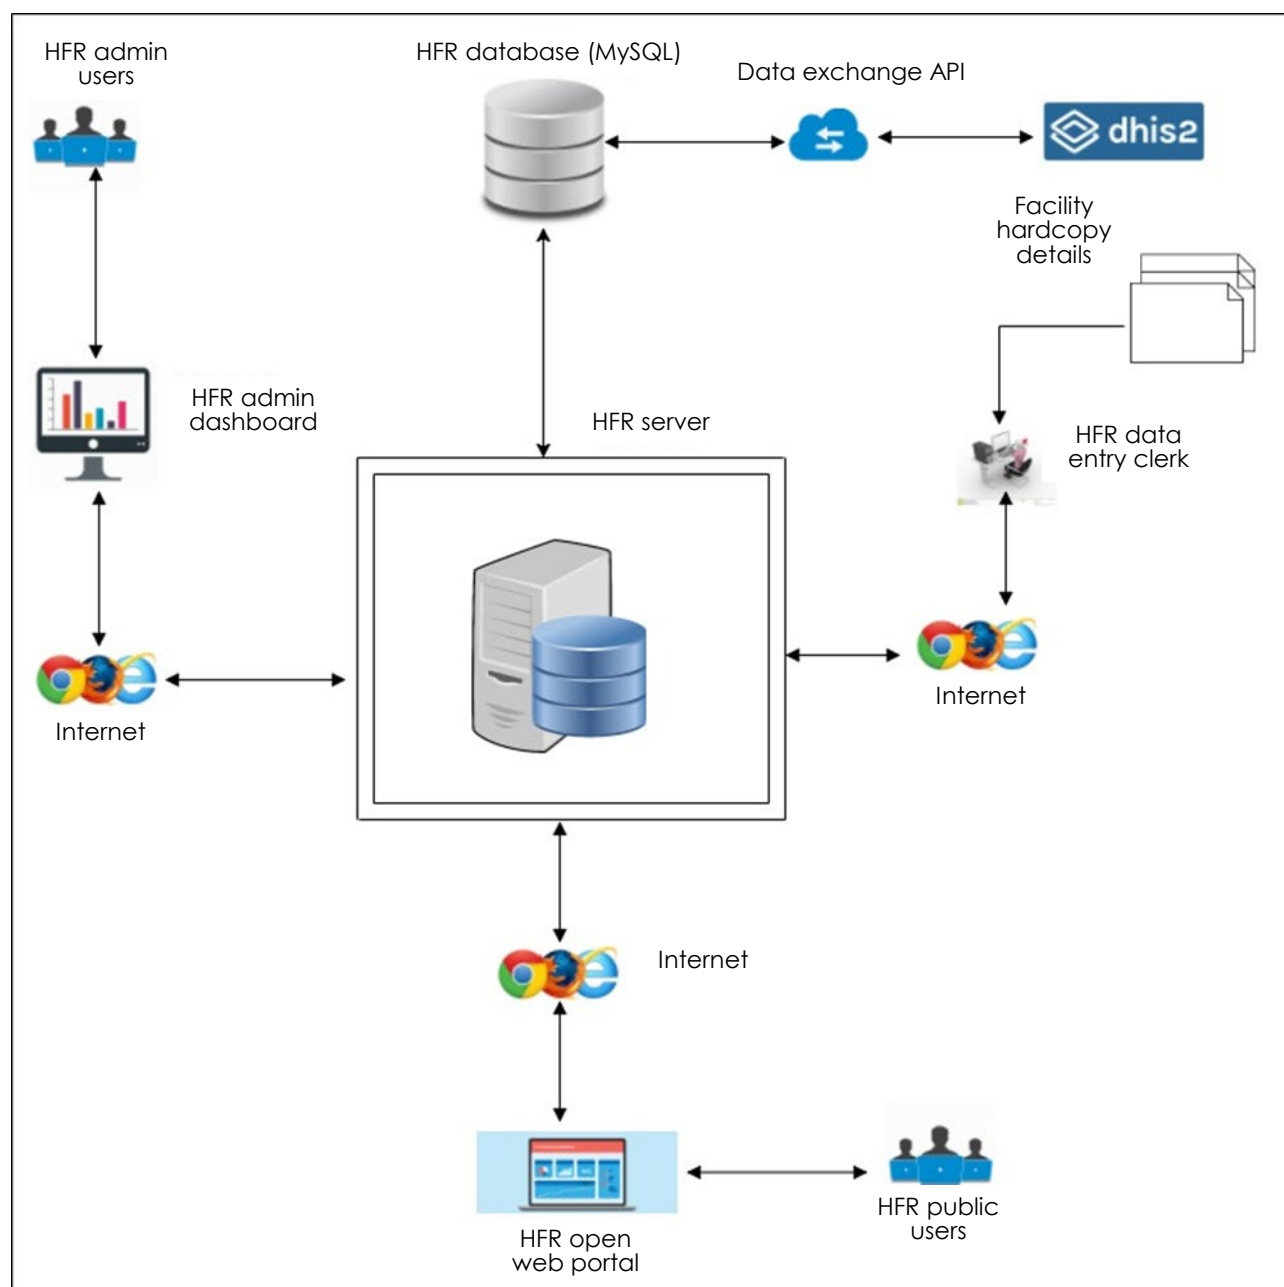 HFR admin
users
HFR database (MySQL)
Data exchange API
dhis2
Facility
hardcopy
details
HFR admin
dashboard
HFR server
HFR data
entry clerk
Internet
Internet
Internet
HFR open
web portal
HFR public
users